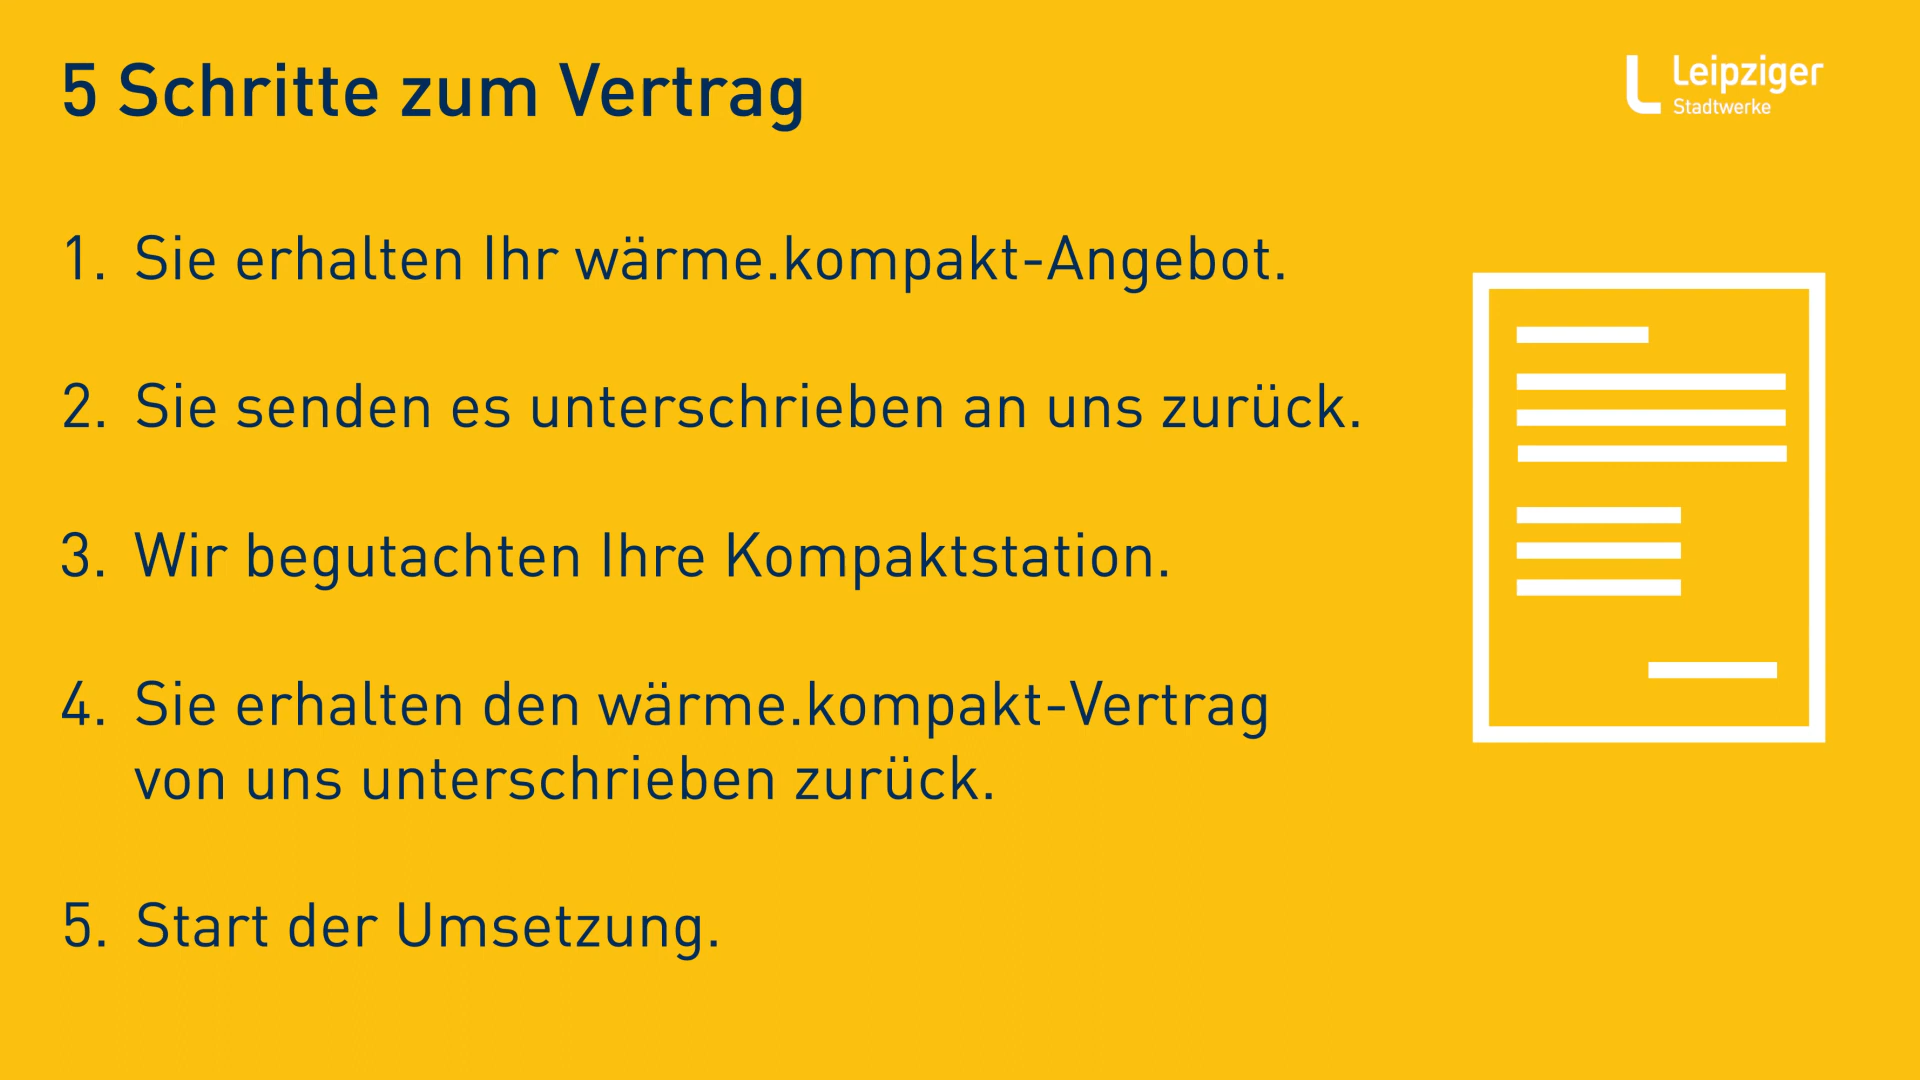 5 Schritte zum Vertrag
Leipziger
Stadtwerke
1. Sie erhalten Ihr wärme.kompakt-Angebot.
2. Sie senden es unterschrieben an uns zurück.
3. Wir begutachten Ihre Kompaktstation.
4. Sie erhalten den wärme.kompakt-Vertrag
von uns unterschrieben zurück.
5. Start der Umsetzung.